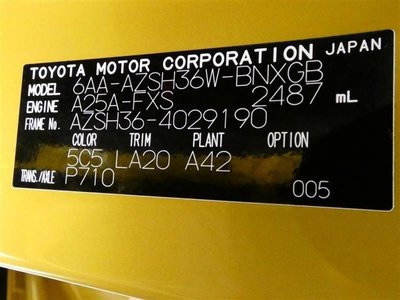 TOYOTA MOTOR CORPORATION JAPAN
MODEL 6AA-AZSH36W-BNXGB
ENGINE A25A-FXS 2487 mL
FRAME No. AZSH36-4029190
COLOR TRIM PLANT OPTION
5C5 LA20 A42
TRANS./AXLE P710
005